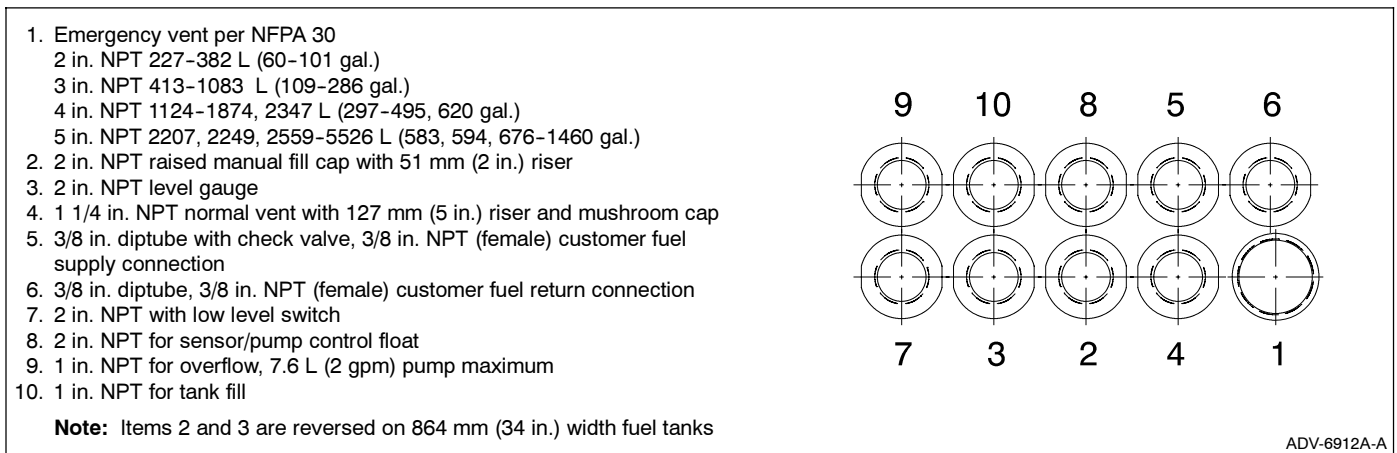 1. Emergency vent per NFPA 30
2 in. NPT 227-382 L (60-101 gal.)
3 in. NPT 413-1083 L (109-286 gal.)
4 in. NPT 1124-1874, 2347 L (297-495, 620 gal.)
5 in. NPT 2207, 2249, 2559-5526 L (583, 594, 676-1460 gal.)
2. 2 in. NPT raised manual fill cap with 51 mm (2 in.) riser
3. 2 in. NPT level gauge
4. 1 1/4 in. NPT normal vent with 127 mm (5 in.) riser and mushroom cap
5. 3/8 in. diptube with check valve, 3/8 in. NPT (female) customer fuel
supply connection
6. 3/8 in. diptube, 3/8 in. NPT (female) customer fuel return connection
7. 2 in. NPT with low level switch
8. 2 in. NPT for sensor/pump control float
9. 1 in. NPT for overflow, 7.6 L (2 gpm) pump maximum
10. 1 in. NPT for tank fill
Note: Items 2 and 3 are reversed on 864 mm (34 in.) width fuel tanks
9 10 8 5 6
7 3 2 4 1
ADV-6912A-A